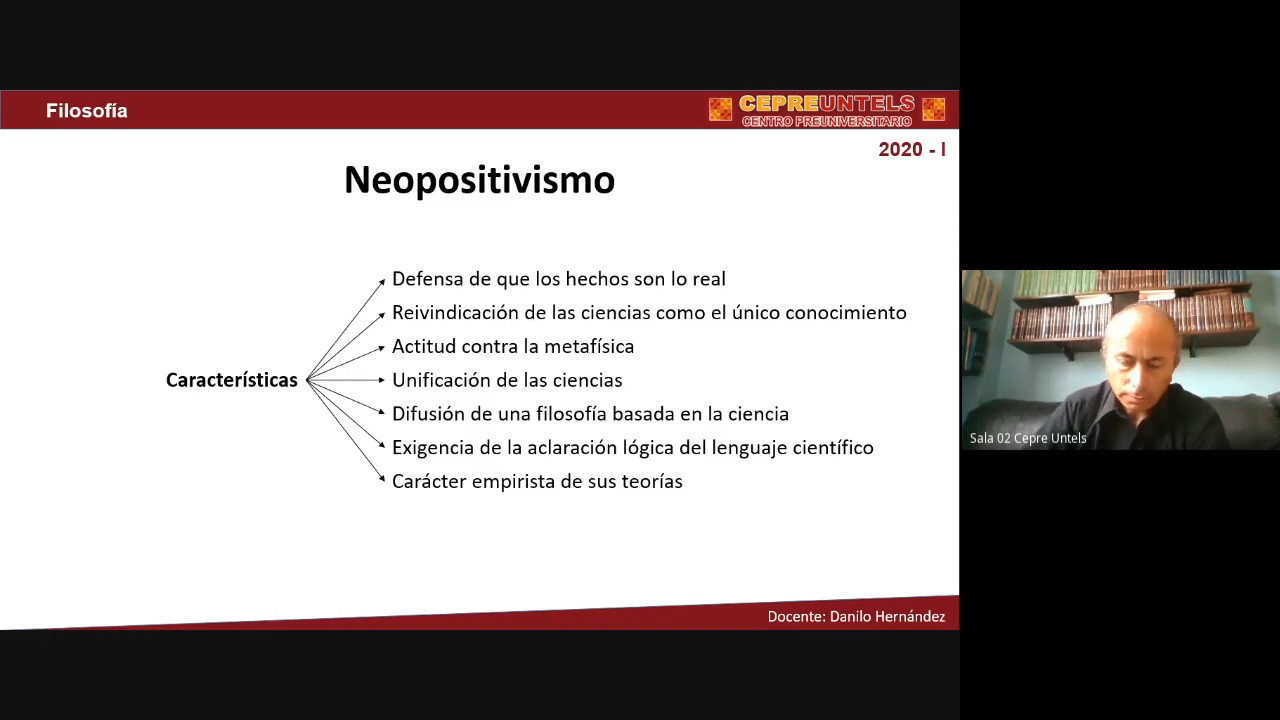 Filosofía
CEPREUNTELS
CENTRO PREUNIVERSITARIO
2020 - I
Neopositivismo
Características
Defensa de que los hechos son lo real
Reivindicación de las ciencias como el único conocimiento
Actitud contra la metafísica
Unificación de las ciencias
Difusión de una filosofía basada en la ciencia
Exigencia de la aclaración lógica del lenguaje científico
Carácter empirista de sus teorías
Docente: Danilo Hernández
Sala 02 Cepre Untels